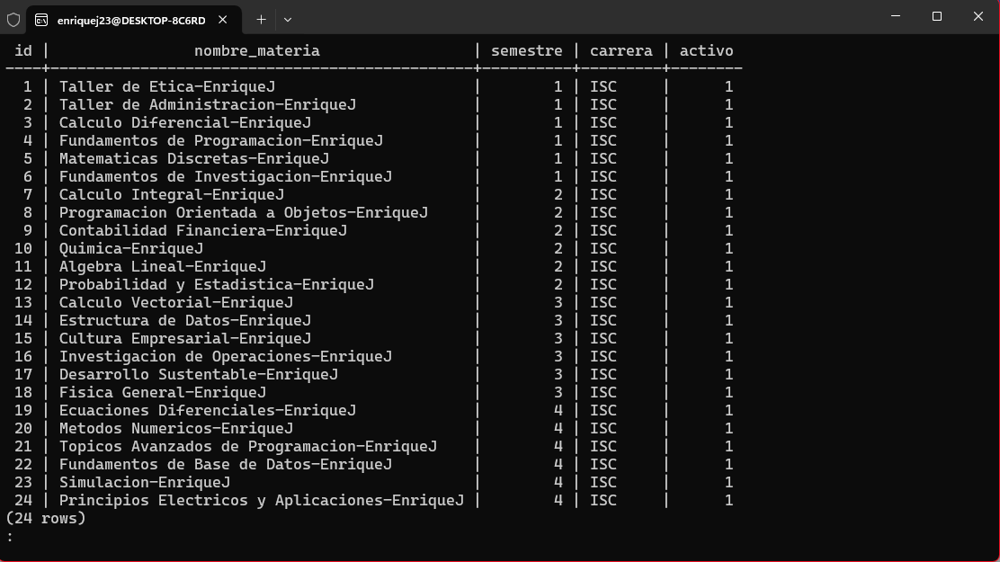 enriquej23@DESKTOP-8C6RD
id | nombre_materia | semestre | carrera | activo
----+-----------------------------------------------+----------+---------+--------
1 | Taller de Etica-EnriqueJ | 1 | ISC | 1
2 | Taller de Administracion-EnriqueJ | 1 | ISC | 1
3 | Calculo Diferencial-EnriqueJ | 1 | ISC | 1
4 | Fundamentos de Programacion-EnriqueJ | 1 | ISC | 1
5 | Matematicas Discretas-EnriqueJ | 1 | ISC | 1
6 | Fundamentos de Investigacion-EnriqueJ | 1 | ISC | 1
7 | Calculo Integral-EnriqueJ | 2 | ISC | 1
8 | Programacion Orientada a Objetos-EnriqueJ | 2 | ISC | 1
9 | Contabilidad Financiera-EnriqueJ | 2 | ISC | 1
10 | Quimica-EnriqueJ | 2 | ISC | 1
11 | Algebra Lineal-EnriqueJ | 2 | ISC | 1
12 | Probabilidad y Estadistica-EnriqueJ | 2 | ISC | 1
13 | Calculo Vectorial-EnriqueJ | 3 | ISC | 1
14 | Estructura de Datos-EnriqueJ | 3 | ISC | 1
15 | Cultura Empresarial-EnriqueJ | 3 | ISC | 1
16 | Investigacion de Operaciones-EnriqueJ | 3 | ISC | 1
17 | Desarrollo Sustentable-EnriqueJ | 3 | ISC | 1
18 | Fisica General-EnriqueJ | 3 | ISC | 1
19 | Ecuaciones Diferenciales-EnriqueJ | 4 | ISC | 1
20 | Metodos Numericos-EnriqueJ | 4 | ISC | 1
21 | Topicos Avanzados de Programacion-EnriqueJ | 4 | ISC | 1
22 | Fundamentos de Base de Datos-EnriqueJ | 4 | ISC | 1
23 | Simulacion-EnriqueJ | 4 | ISC | 1
24 | Principios Electricos y Aplicaciones-EnriqueJ | 4 | ISC | 1
(24 rows)
: